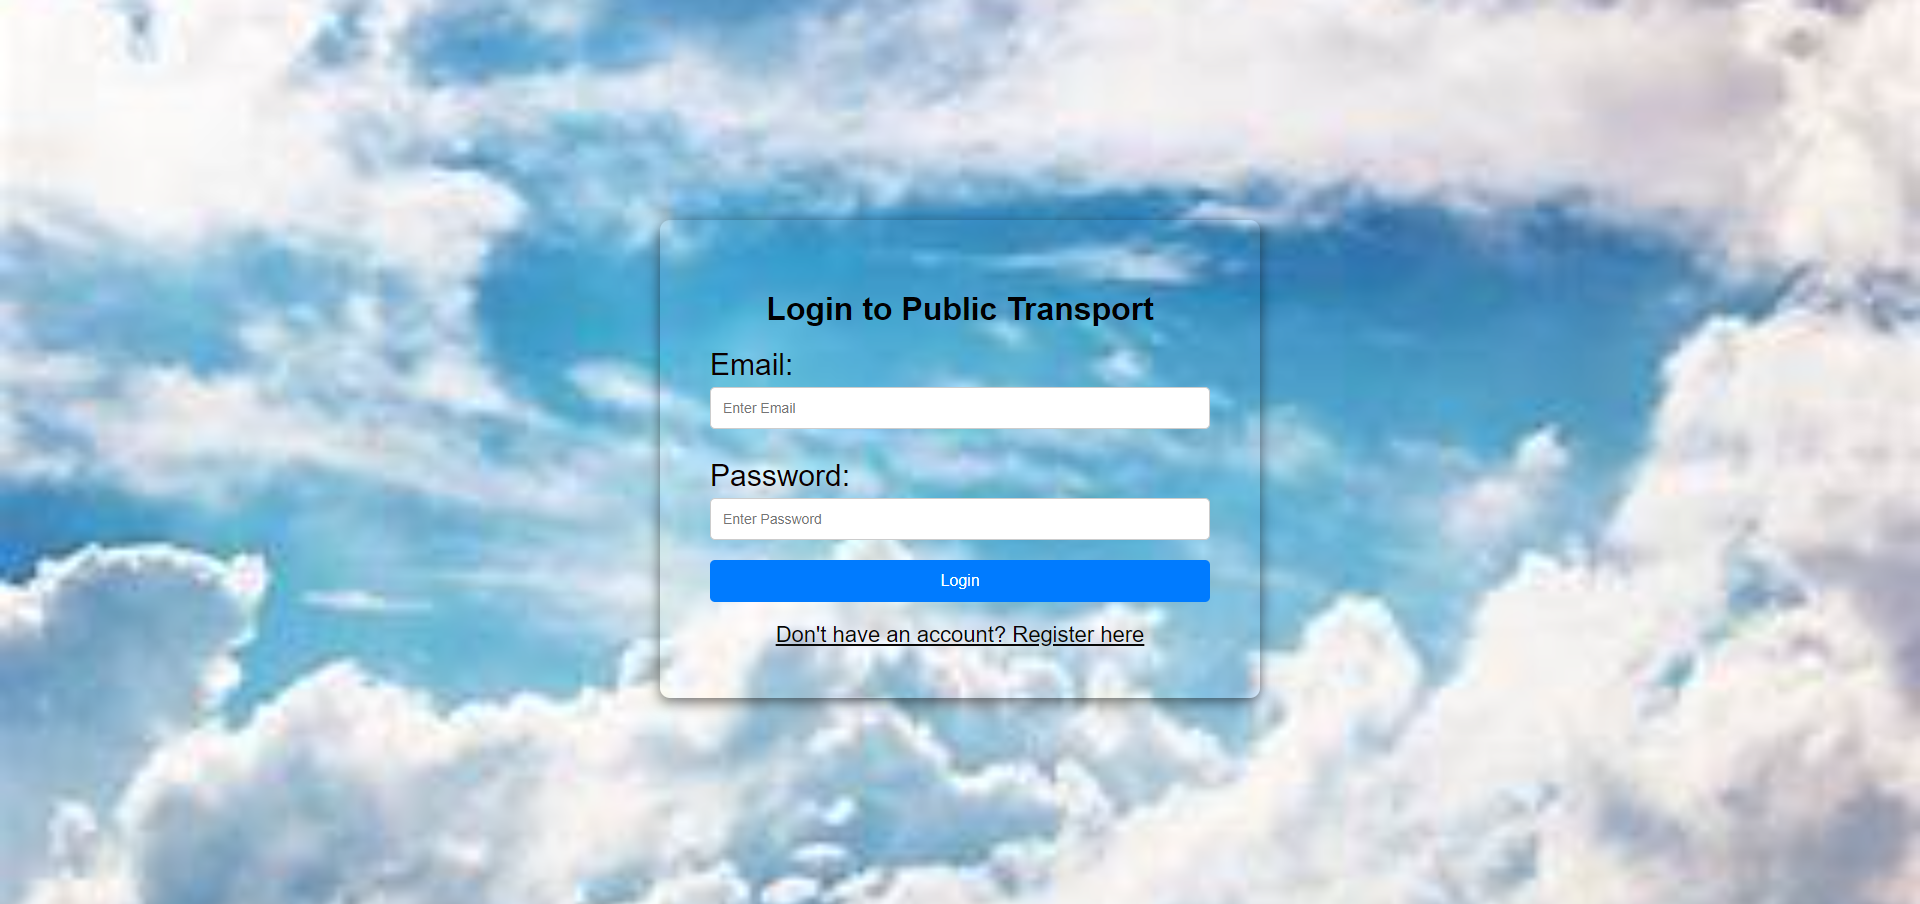 Login to Public Transport
Email:
Enter Email
Password:
Enter Password
Login
Don't have an account? Register here